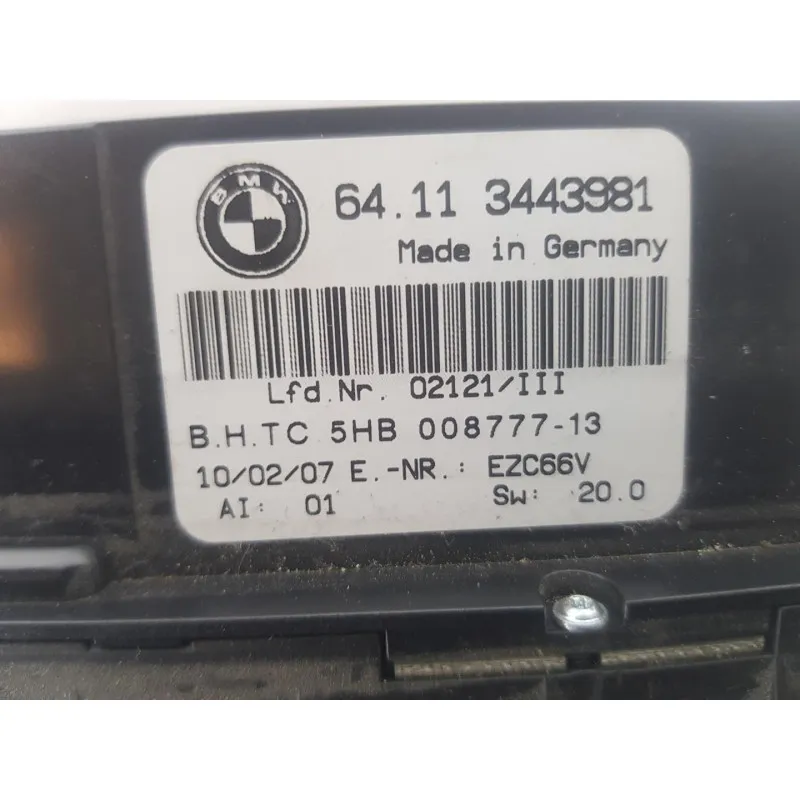 BMW
64.11 3443981
Made in Germany
Lfd.Nr. 02121/III
B.H.TC 5HB 008777-13
10/02/07 E.-NR.: EZC66V
AI: 01 Sw: 20.0